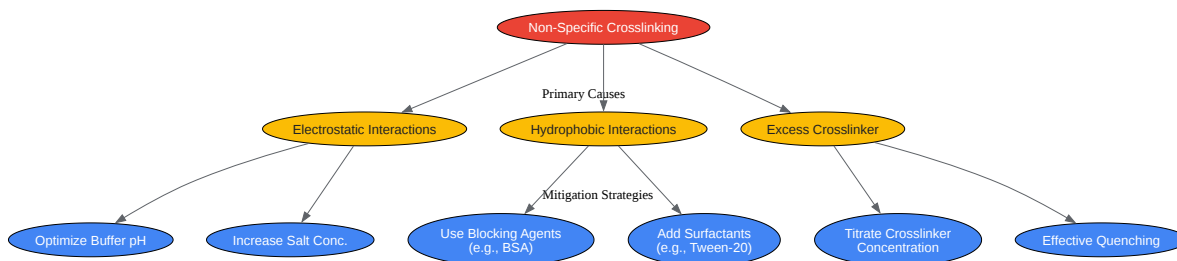 Non-Specific Crosslinking
Primary Causes
Electrostatic Interactions
Hydrophobic Interactions
Excess Crosslinker
Mitigation Strategies
Optimize Buffer pH
Increase Salt Conc.
Use Blocking Agents
(e.g., BSA)
Add Surfactants
(e.g., Tween-20)
Titrate Crosslinker
Concentration
Effective Quenching